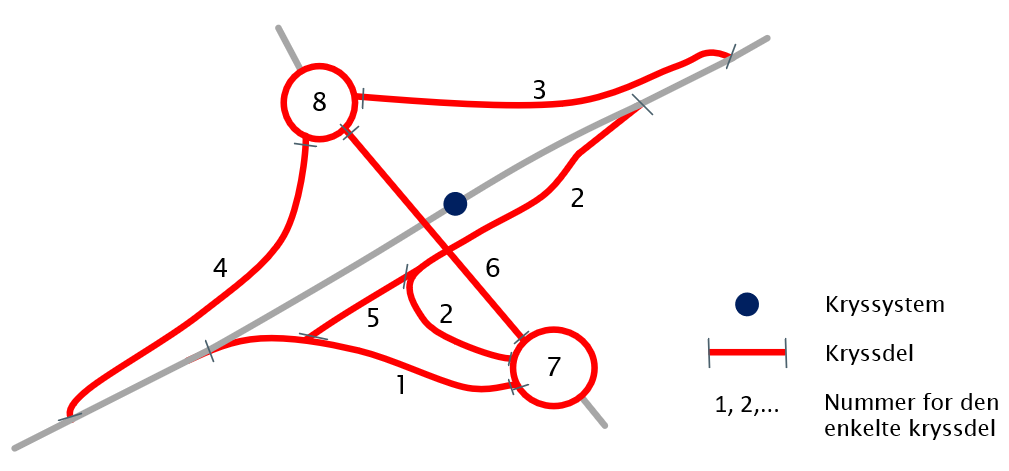 8
3
2
4
6
5
2
7
1
Kryssystem
Kryssdel
1, 2,... Nummer for den
enkelte kryssdel